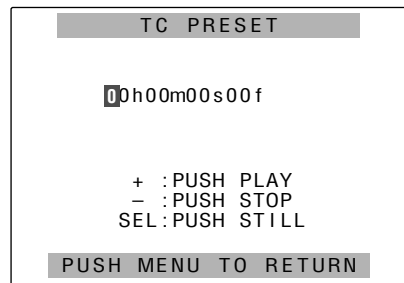 TC PRESET
00h00m00s00f
+ :PUSH PLAY
– :PUSH STOP
SEL:PUSH STILL
PUSH MENU TO RETURN